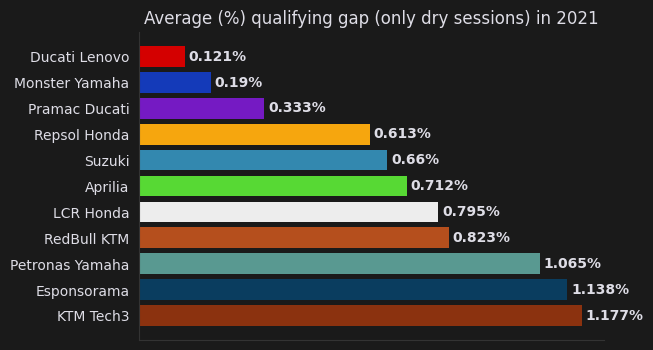 Average (%) qualifying gap (only dry sessions) in 2021
Ducati Lenovo 0.121%
Monster Yamaha 0.19%
Pramac Ducati 0.333%
Repsol Honda 0.613%
Suzuki 0.66%
Aprilia 0.712%
LCR Honda 0.795%
RedBull KTM 0.823%
Petronas Yamaha 1.065%
Esponsorama 1.138%
KTM Tech3 1.177%